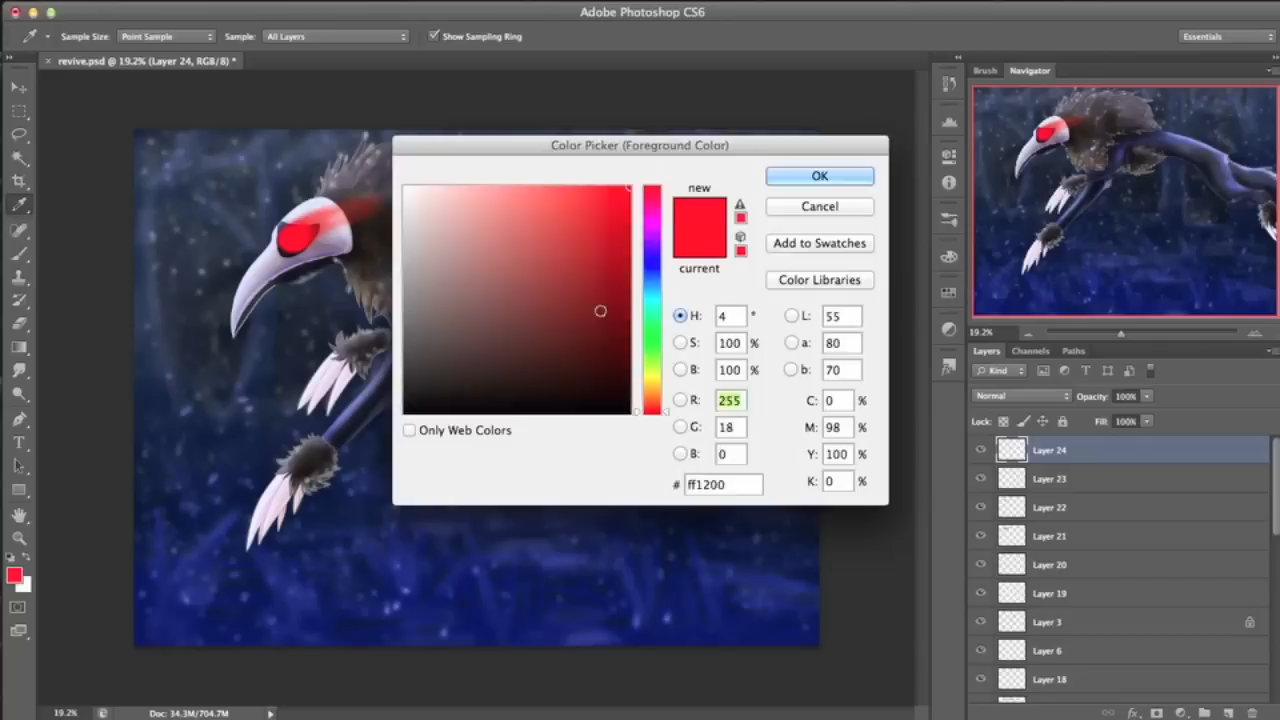 Adobe Photoshop CS6
Sample Size: Point Sample Sample: All Layers Show Sampling Ring Essentials
revive.psd @ 19.2% (Layer 24, RGB/8) *
Brush Navigator
Color Picker (Foreground Color)
new
current
OK
Cancel
Add to Swatches
Color Libraries
H: 4 ° L: 55
S: 100 % a: 80
B: 100 % b: 70
R: 255 C: 0 %
G: 18 M: 98 %
B: 0 Y: 100 %
# ff1200 K: 0 %
Only Web Colors
19.2%
Layers Channels Paths
Kind
Normal Opacity: 100%
Lock: Fill: 100%
Layer 24
Layer 23
Layer 22
Layer 21
Layer 20
Layer 19
Layer 3
Layer 6
Layer 18
19.2% Doc: 34.3M/704.7M